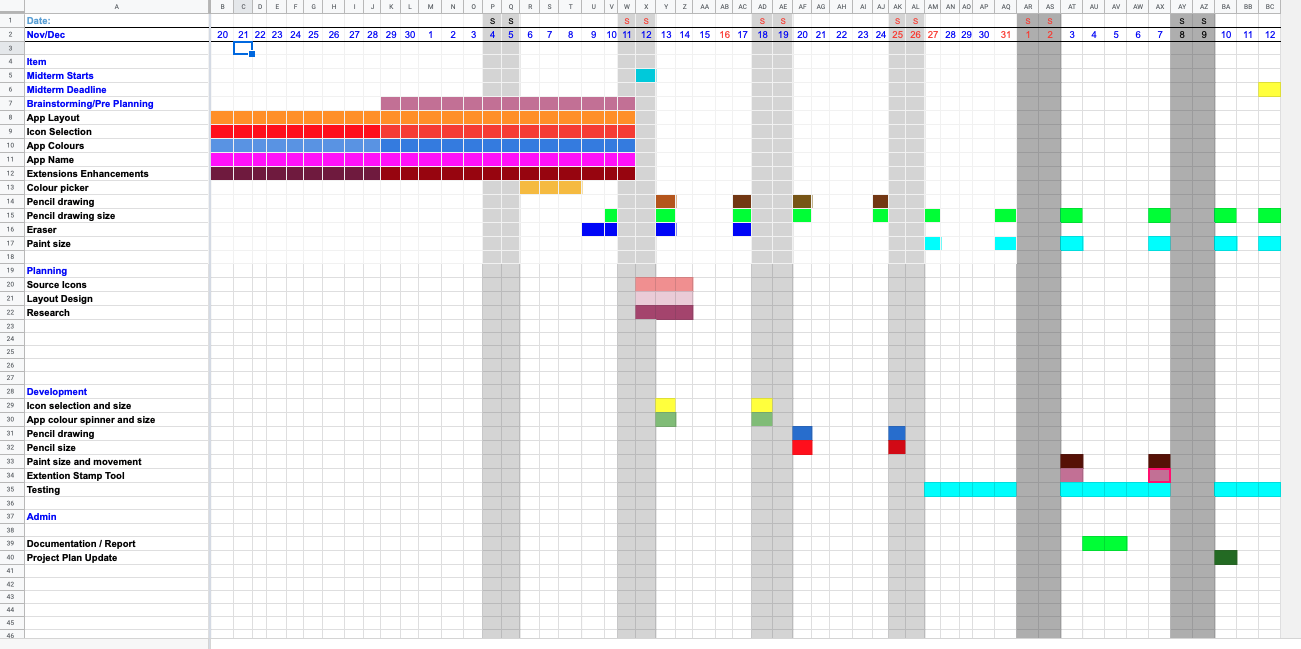 A B C D E F G H I J K L M N O P Q R S T U V W X Y Z AA AB AC AD AE AF AG AH AI AJ AK AL AM AN AO AP AQ AR AS AT AU AV AW AX AY AZ BA BB BC
1 Date: S S S S S S S S S S S S
2 Nov/Dec 20 21 22 23 24 25 26 27 28 29 30 1 2 3 4 5 6 7 8 9 10 11 12 13 14 15 16 17 18 19 20 21 22 23 24 25 26 27 28 29 30 31 1 2 3 4 5 6 7 8 9 10 11 12
3
4 Item
5 Midterm Starts
6 Midterm Deadline
7 Brainstorming/Pre Planning
8 App Layout
9 Icon Selection
10 App Colours
11 App Name
12 Extensions Enhancements
13 Colour picker
14 Pencil drawing
15 Pencil drawing size
16 Eraser
17 Paint size
18
19 Planning
20 Source Icons
21 Layout Design
22 Research
23
24
25
26
27
28 Development
29 Icon selection and size
30 App colour spinner and size
31 Pencil drawing
32 Pencil size
33 Paint size and movement
34 Extention Stamp Tool
35 Testing
36
37 Admin
38
39 Documentation / Report
40 Project Plan Update
41
42
43
44
45
46